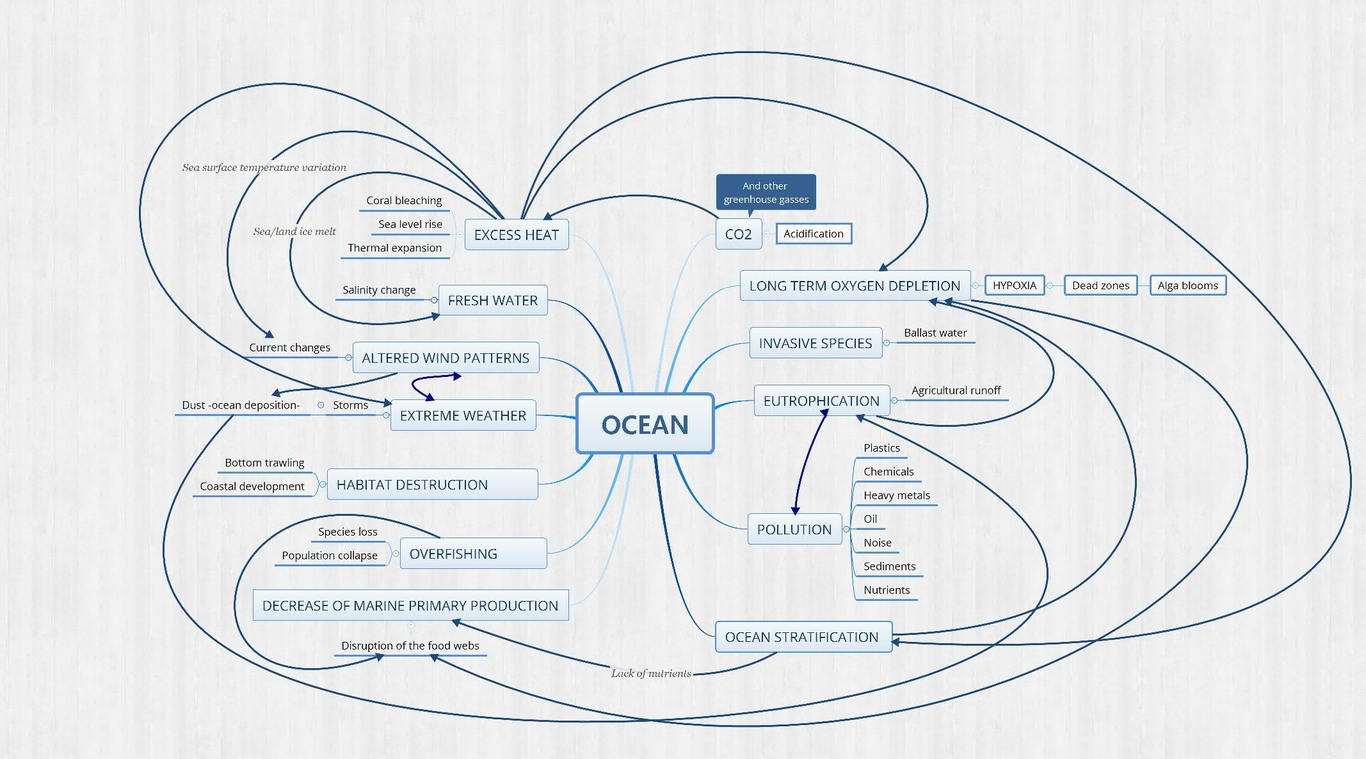 And other
greenhouse gasses
Sea surface temperature variation
Coral bleaching
Sea level rise
Thermal expansion
EXCESS HEAT
Sea/land ice melt
CO2
Acidification
Salinity change
FRESH WATER
LONG TERM OXYGEN DEPLETION
HYPOXIA
Dead zones
Alga blooms
Current changes
ALTERED WIND PATTERNS
INVASIVE SPECIES
Ballast water
Dust -ocean deposition-
Storms
EXTREME WEATHER
OCEAN
EUTROPHICATION
Agricultural runoff
Bottom trawling
Coastal development
HABITAT DESTRUCTION
Plastics
Chemicals
Heavy metals
Oil
Noise
Sediments
Nutrients
POLLUTION
Species loss
Population collapse
OVERFISHING
DECREASE OF MARINE PRIMARY PRODUCTION
Disruption of the food webs
OCEAN STRATIFICATION
Lack of nutrients